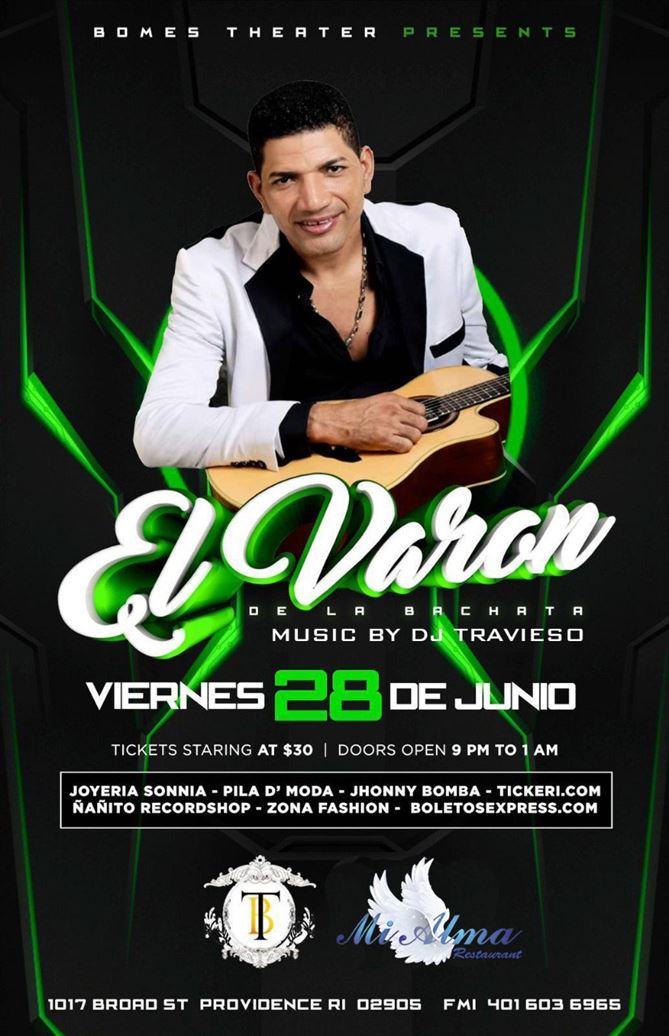 BOMES THEATER PRESENTS
El Varon
DE LA BACHATA
MUSIC BY DJ TRAVIESO
VIERNES 28 DE JUNIO
TICKETS STARING AT $30 | DOORS OPEN 9 PM TO 1 AM
JOYERIA SONNIA - PILA D' MODA - JHONNY BOMBA - TICKERI.COM
ÑAÑITO RECORDSHOP - ZONA FASHION - BOLETOSEXPRESS.COM
TB
Mi Alma
Restaurant
1017 BROAD ST PROVIDENCE RI 02905 FMI 401 603 6965